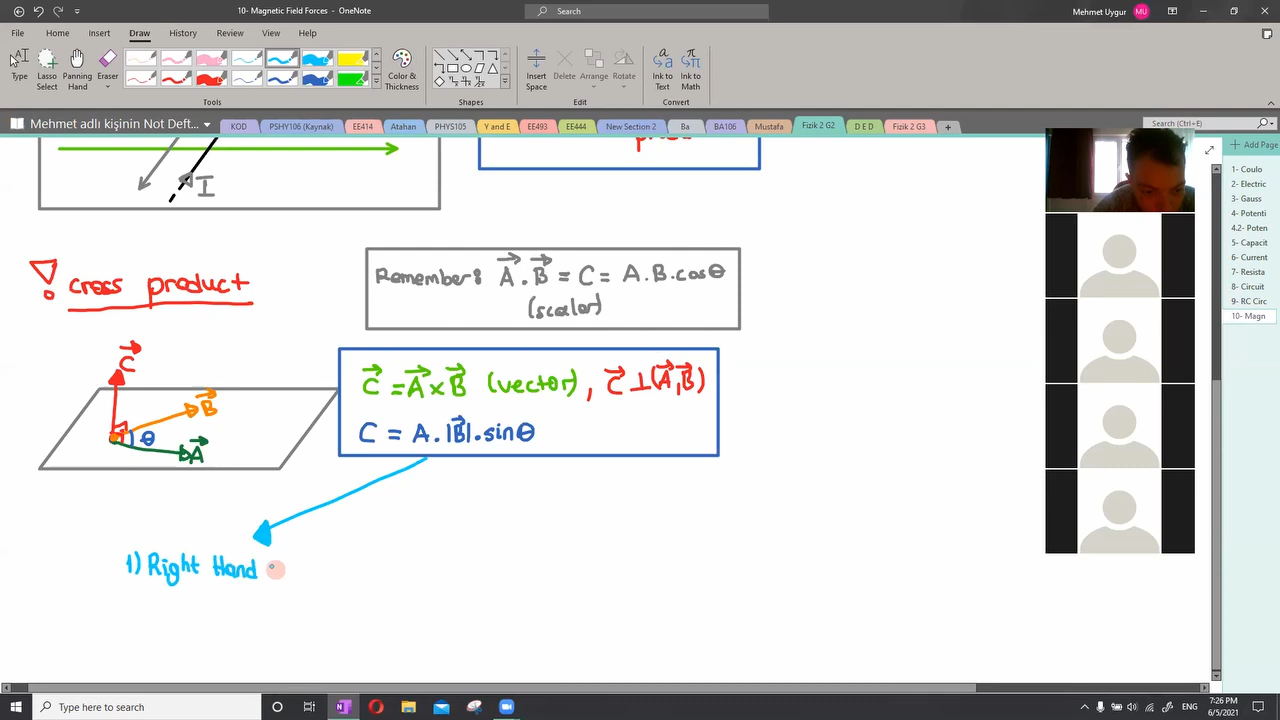 10- Magnetic Field Forces - OneNote
Search
Mehmet Uygur
MU
File Home Insert Draw History Review View Help
Type
Lasso Select
Panning Hand
Eraser
Color & Thickness
Insert Space
Delete
Arrange
Rotate
Ink to Text
Ink to Math
Tools
Shapes
Edit
Convert
Mehmet adlı kişinin Not Deft...
KOD
PSHY106 (Kaynak)
EE414
Atahan
PHYS105
Y and E
EE493
EE444
New Section 2
Ba
BA106
Mustafa
Fizik 2 G2
D E D
Fizik 2 G3
Search (Ctrl+E)
Add Page
1- Coulo
2- Electric
3- Gauss
4- Potenti
4.2- Poten
5- Capacit
6- Current
7- Resista
8- Circuit
9- RC Circ
10- Magn
I
! cross product
Remember: A⃗ . B⃗ = C = A.B.cosθ
(scalar)
C⃗
B⃗
θ
A⃗
C⃗ = A⃗ × B⃗ (vector), C⃗ ⊥ (A⃗, B⃗)
C = A . |B⃗| . sinθ
1) Right Hand
Type here to search
ENG
7:26 PM
6/5/2021